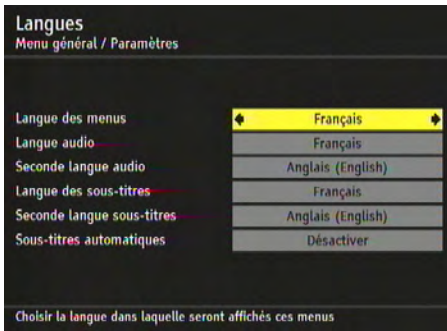 Langues
Menu général / Paramètres
Langue des menus Français
Langue audio Français
Seconde langue audio Anglais (English)
Langue des sous-titres Français
Seconde langue sous-titres Anglais (English)
Sous-titres automatiques Désactiver
Choisir la langue dans laquelle seront affichés ces menus